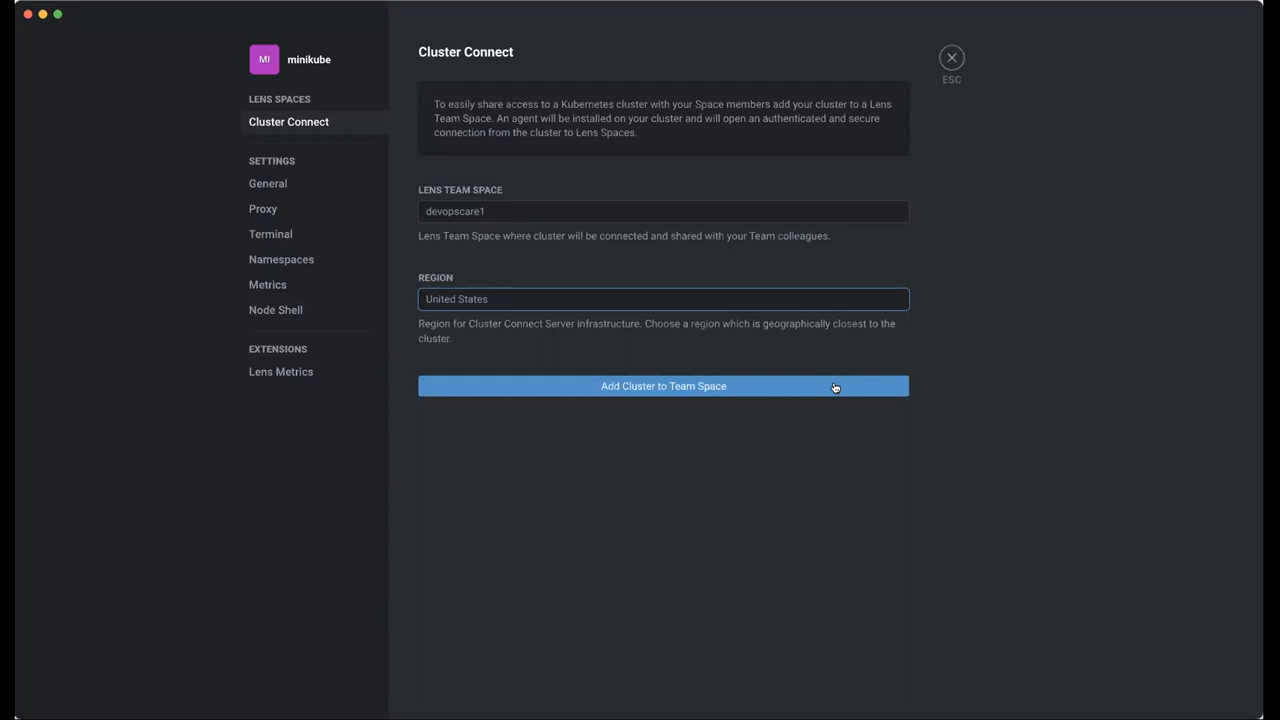 MI
minikube
LENS SPACES
Cluster Connect
SETTINGS
General
Proxy
Terminal
Namespaces
Metrics
Node Shell
EXTENSIONS
Lens Metrics
Cluster Connect
ESC
To easily share access to a Kubernetes cluster with your Space members add your cluster to a Lens
Team Space. An agent will be installed on your cluster and will open an authenticated and secure
connection from the cluster to Lens Spaces.
LENS TEAM SPACE
devopscare1
Lens Team Space where cluster will be connected and shared with your Team colleagues.
REGION
United States
Region for Cluster Connect Server infrastructure. Choose a region which is geographically closest to the
cluster.
Add Cluster to Team Space